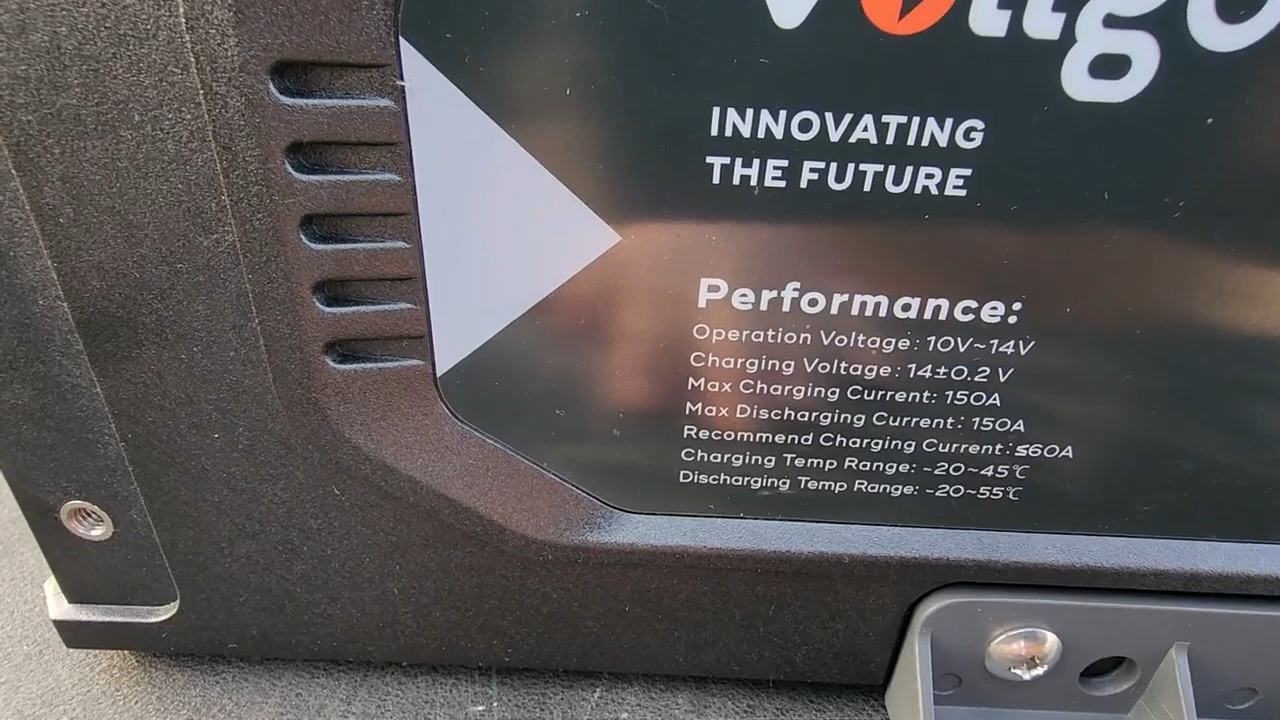 Voltgo
INNOVATING
THE FUTURE
Performance:
Operation Voltage: 10V~14V
Charging Voltage: 14±0.2 V
Max Charging Current: 150A
Max Discharging Current: 150A
Recommend Charging Current: ≤60A
Charging Temp Range: -20~45℃
Discharging Temp Range: -20~55℃